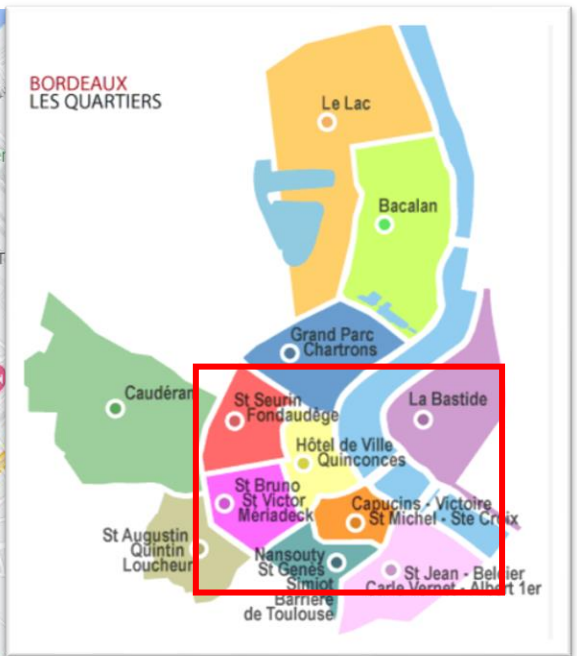 BORDEAUX
LES QUARTIERS
Le Lac
Bacalan
Grand Parc
Chartrons
Caudéran
St Seurin
Fondaudège
La Bastide
Hôtel de Ville
Quinconces
St Bruno
St Victor
Mériadeck
Capucins - Victoire
St Michel - Ste Croix
St Augustin
Quintin
Loucheur
Nansouty
St Genès
Simiot
Barrière
de Toulouse
St Jean - Belcier
Carle Vernet - Albert 1er